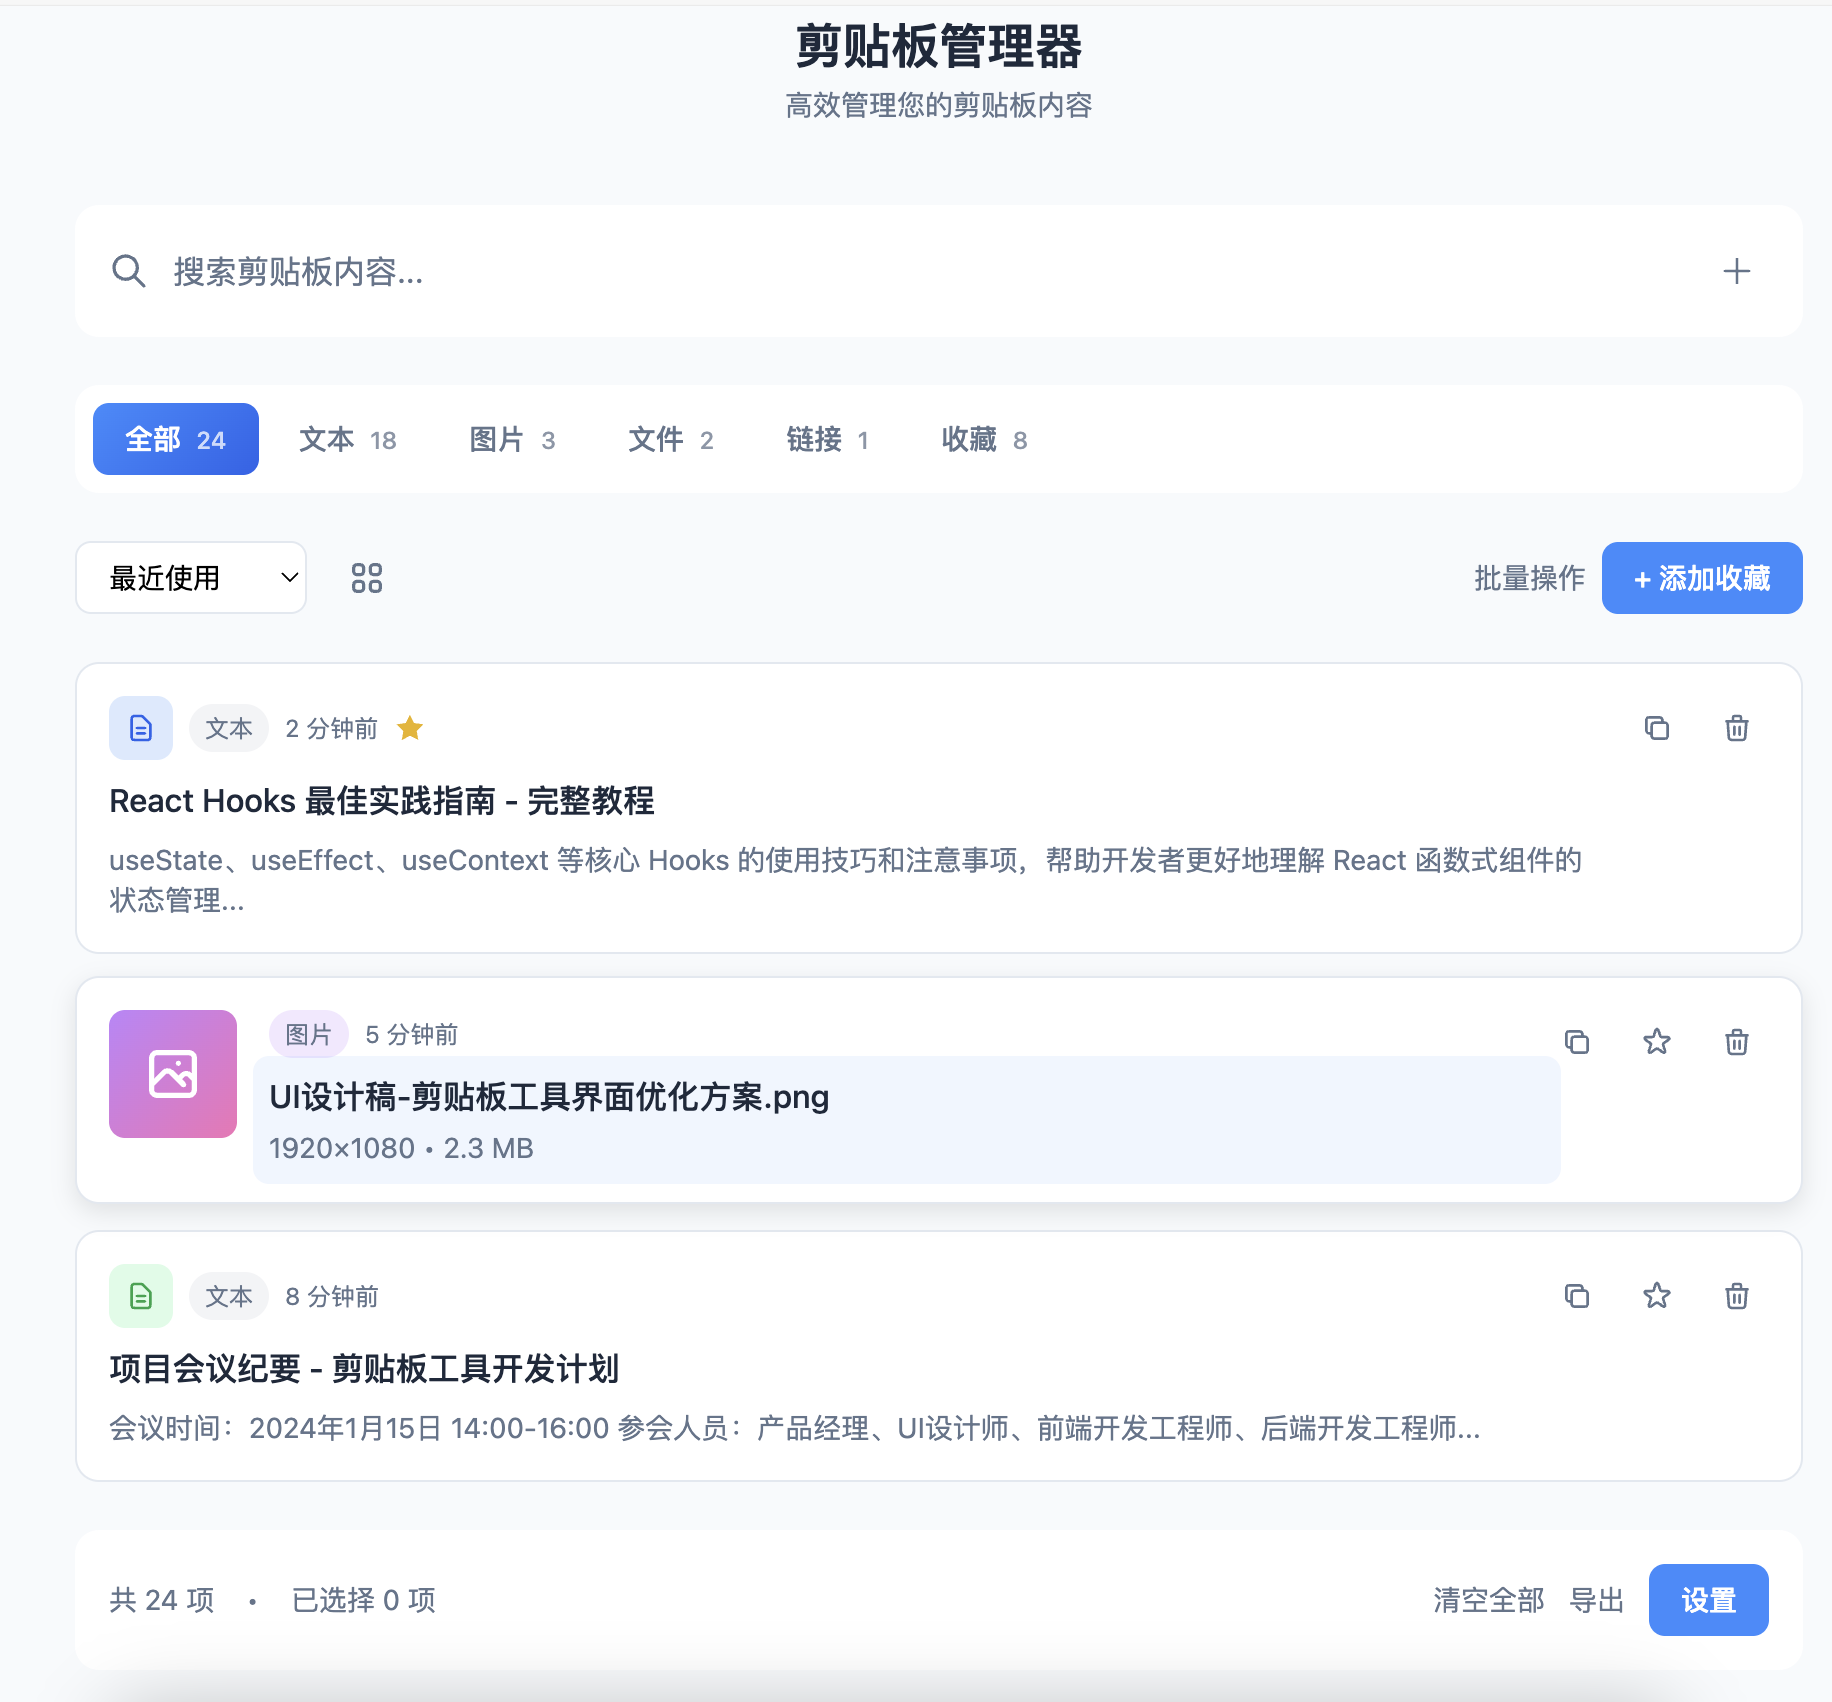 剪贴板管理器
高效管理您的剪贴板内容
搜索剪贴板内容...
全部 24 文本 18 图片 3 文件 2 链接 1 收藏 8
最近使用 批量操作 + 添加收藏
文本 2 分钟前
React Hooks 最佳实践指南 - 完整教程
useState、useEffect、useContext 等核心 Hooks 的使用技巧和注意事项，帮助开发者更好地理解 React 函数式组件的
状态管理...
图片 5 分钟前
UI设计稿-剪贴板工具界面优化方案.png
1920×1080 • 2.3 MB
文本 8 分钟前
项目会议纪要 - 剪贴板工具开发计划
会议时间：2024年1月15日 14:00-16:00 参会人员：产品经理、UI设计师、前端开发工程师、后端开发工程师...
共 24 项 • 已选择 0 项 清空全部 导出 设置